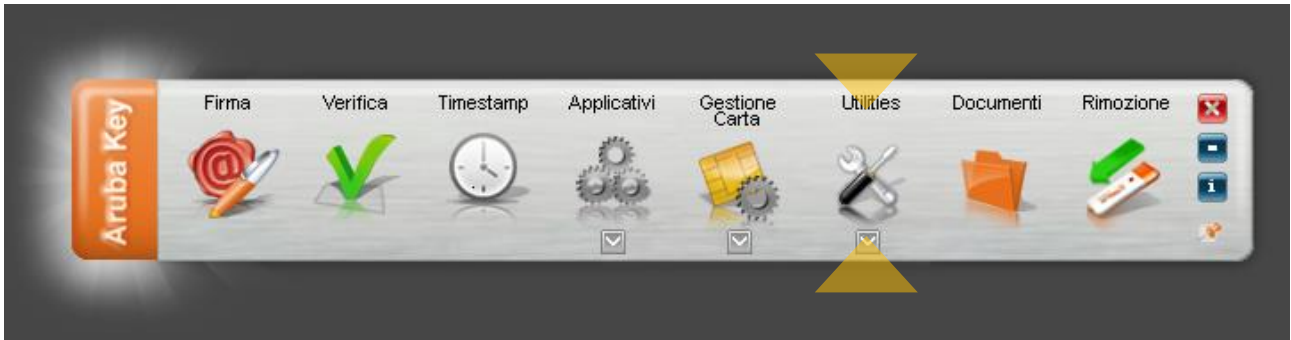 Aruba Key
Firma
Verifica
Timestamp
Applicativi
Gestione
Carta
Utilities
Documenti
Rimozione